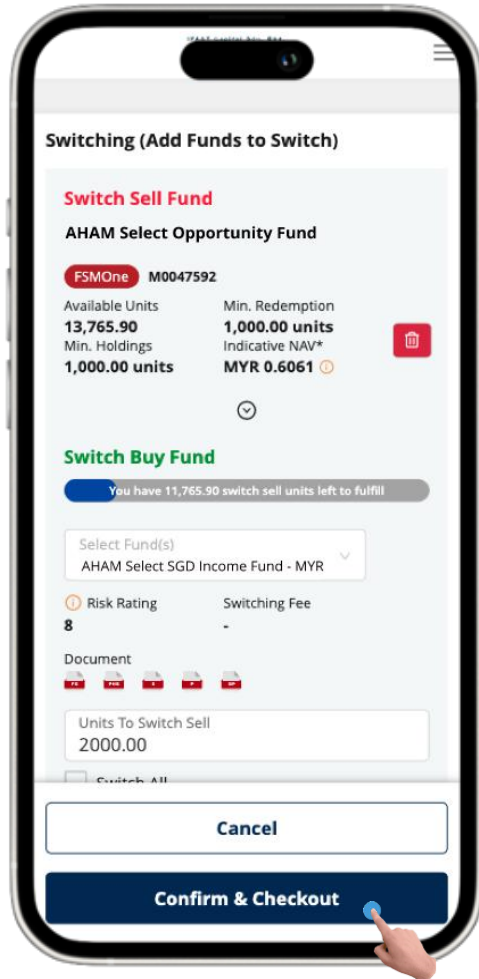 Switching (Add Funds to Switch)
Switch Sell Fund
AHAM Select Opportunity Fund
FSMOne M0047592
Available Units Min. Redemption
13,765.90 1,000.00 units
Min. Holdings Indicative NAV*
1,000.00 units MYR 0.6061
Switch Buy Fund
You have 11,765.90 switch sell units left to fulfill
Select Fund(s)
AHAM Select SGD Income Fund - MYR
Risk Rating Switching Fee
8 -
Document
Units To Switch Sell
2000.00
Switch All
Cancel
Confirm & Checkout